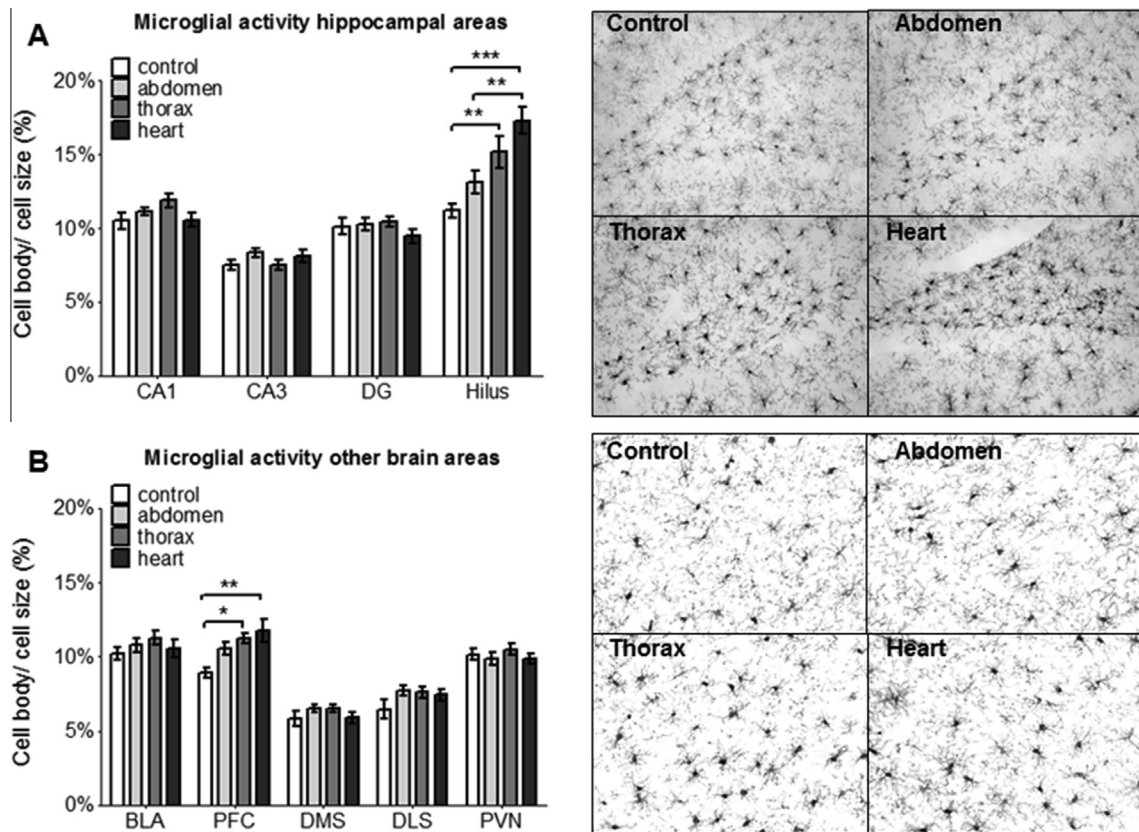 A
Microglial activity hippocampal areas
20%
15%
10%
5%
0%
Cell body/ cell size (%)
control
abdomen
thorax
heart
***
**
**
CA1 CA3 DG Hilus
Control Abdomen
Thorax Heart
B
Microglial activity other brain areas
20%
15%
10%
5%
0%
Cell body/ cell size (%)
control
abdomen
thorax
heart
**
*
BLA PFC DMS DLS PVN
Control Abdomen
Thorax Heart